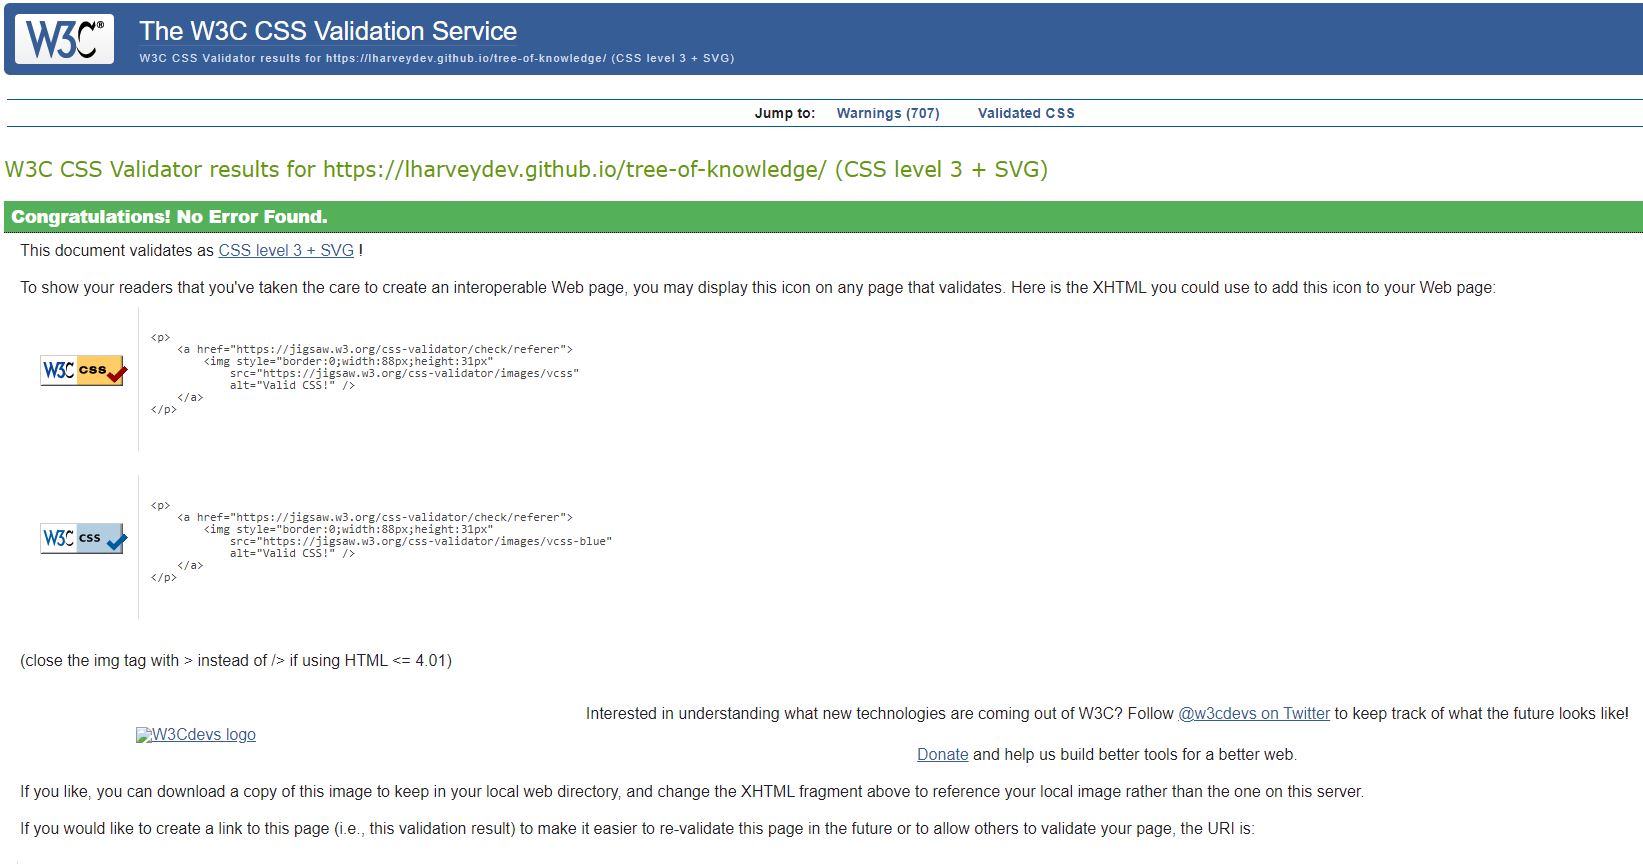 W3C®
The W3C CSS Validation Service
W3C CSS Validator results for https://lharveydev.github.io/tree-of-knowledge/ (CSS level 3 + SVG)
Jump to: Warnings (707) Validated CSS
W3C CSS Validator results for https://lharveydev.github.io/tree-of-knowledge/ (CSS level 3 + SVG)
Congratulations! No Error Found.
This document validates as CSS level 3 + SVG !
To show your readers that you've taken the care to create an interoperable Web page, you may display this icon on any page that validates. Here is the XHTML you could use to add this icon to your Web page:
<p>
<a href="https://jigsaw.w3.org/css-validator/check/referer">
<img style="border:0;width:88px;height:31px"
W3C css
src="https://jigsaw.w3.org/css-validator/images/vcss"
alt="Valid CSS!" />
</a>
</p>
<p>
<a href="https://jigsaw.w3.org/css-validator/check/referer">
<img style="border:0;width:88px;height:31px"
W3C css
src="https://jigsaw.w3.org/css-validator/images/vcss-blue"
alt="Valid CSS!" />
</a>
</p>
(close the img tag with > instead of /> if using HTML <= 4.01)
Interested in understanding what new technologies are coming out of W3C? Follow @w3cdevs on Twitter to keep track of what the future looks like!
W3Cdevs logo
Donate and help us build better tools for a better web.
If you like, you can download a copy of this image to keep in your local web directory, and change the XHTML fragment above to reference your local image rather than the one on this server.
If you would like to create a link to this page (i.e., this validation result) to make it easier to re-validate this page in the future or to allow others to validate your page, the URI is: